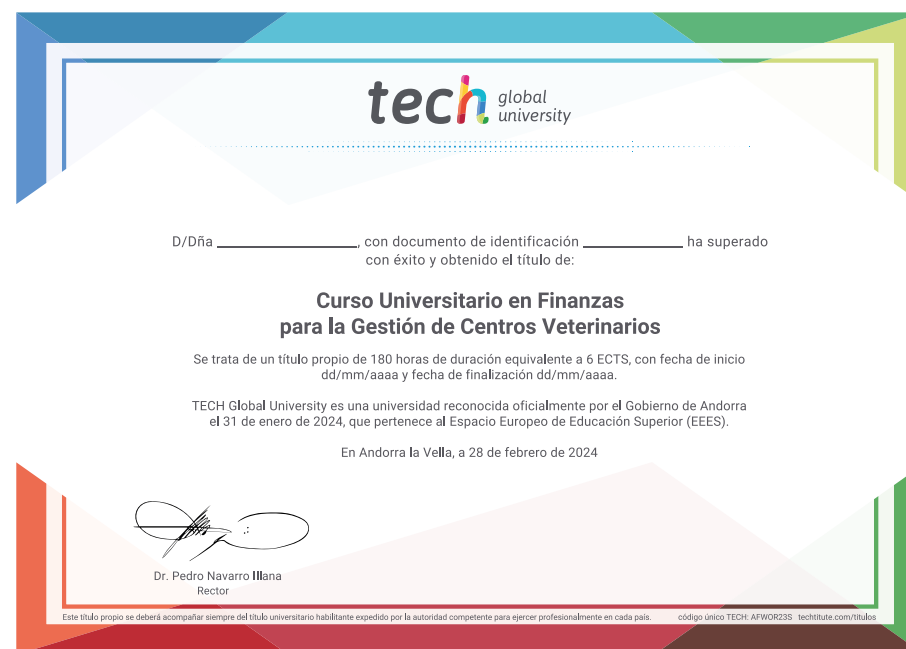 tech global
university
D/Dña ____________, con documento de identificación ____________ ha superado
con éxito y obtenido el título de:
Curso Universitario en Finanzas
para la Gestión de Centros Veterinarios
Se trata de un título propio de 180 horas de duración equivalente a 6 ECTS, con fecha de inicio
dd/mm/aaaa y fecha de finalización dd/mm/aaaa.
TECH Global University es una universidad reconocida oficialmente por el Gobierno de Andorra
el 31 de enero de 2024, que pertenece al Espacio Europeo de Educación Superior (EEES).
En Andorra la Vella, a 28 de febrero de 2024
Dr. Pedro Navarro Illana
Rector
Este título propio se deberá acompañar siempre del título universitario habilitante expedido por la autoridad competente para ejercer profesionalmente en cada país. código único TECH: AFWOR23S techtitute.com/titulos